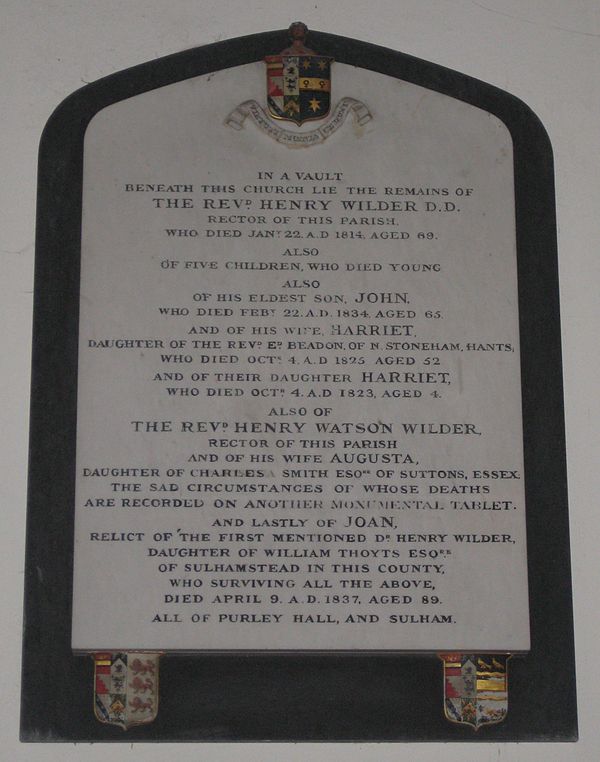 VIRTUTI MŒNIA CEDUNT
IN A VAULT
BENEATH THIS CHURCH LIE THE REMAINS OF
THE REVD HENRY WILDER D.D.
RECTOR OF THIS PARISH,
WHO DIED JANY 22. A.D 1814, AGED 69.
ALSO
OF FIVE CHILDREN, WHO DIED YOUNG
ALSO
OF HIS ELDEST SON, JOHN,
WHO DIED FEBY 22. A.D. 1834, AGED 65.
AND OF HIS WIFE, HARRIET,
DAUGHTER OF THE REVD ED BEADON, OF N. STONEHAM, HANTS,
WHO DIED OCTR 4. A.D 1825 AGED 52
AND OF THEIR DAUGHTER HARRIET,
WHO DIED OCTR 4. A.D 1823, AGED 4.
ALSO OF
THE REVD HENRY WATSON WILDER,
RECTOR OF THIS PARISH
AND OF HIS WIFE AUGUSTA,
DAUGHTER OF CHARLES SMITH ESQRE OF SUTTONS, ESSEX.
THE SAD CIRCUMSTANCES OF WHOSE DEATHS
ARE RECORDED ON ANOTHER MONUMENTAL TABLET.
AND LASTLY OF JOAN,
RELICT OF THE FIRST MENTIONED DR HENRY WILDER,
DAUGHTER OF WILLIAM THOYTS ESQRE
OF SULHAMSTEAD IN THIS COUNTY,
WHO SURVIVING ALL THE ABOVE,
DIED APRIL 9. A.D. 1837, AGED 89.
ALL OF PURLEY HALL, AND SULHAM.